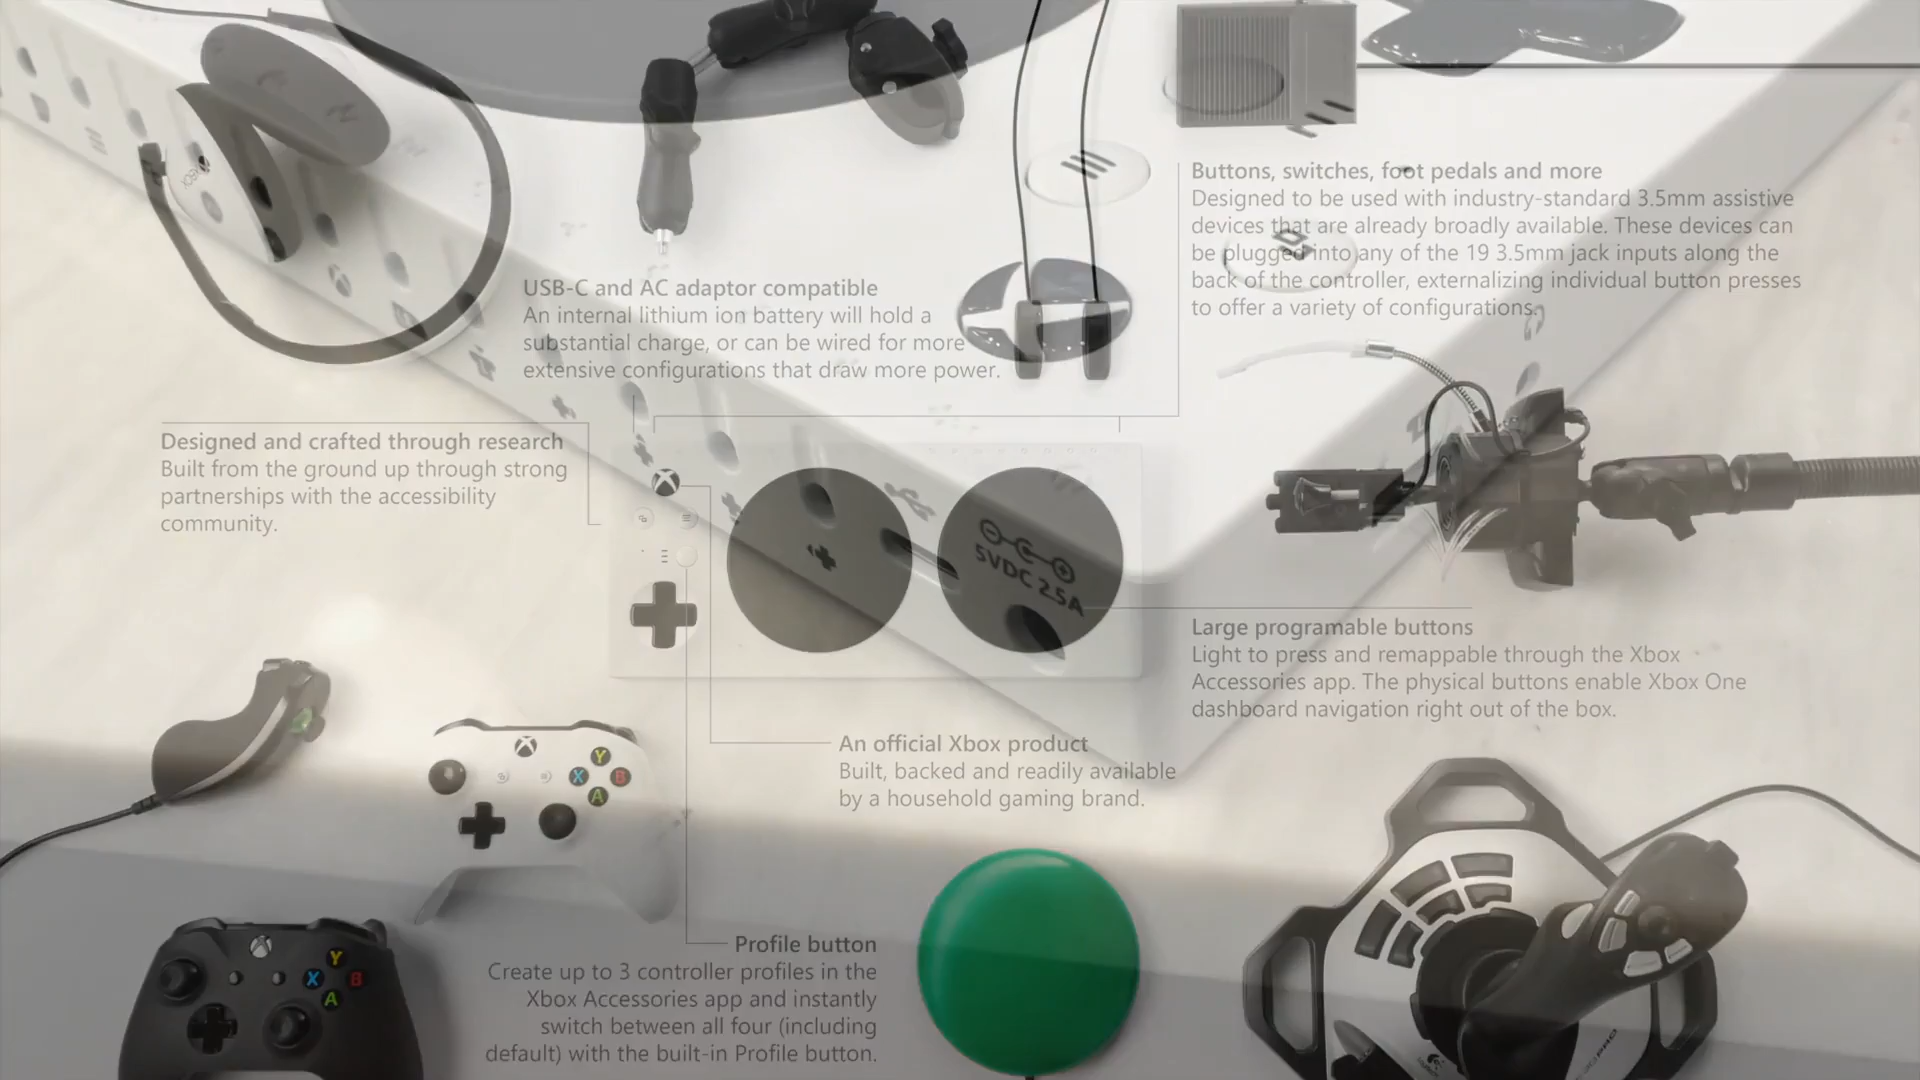 Buttons, switches, foot pedals and more
Designed to be used with industry-standard 3.5mm assistive
devices that are already broadly available. These devices can
be plugged into any of the 19 3.5mm jack inputs along the
back of the controller, externalizing individual button presses
to offer a variety of configurations.
USB-C and AC adaptor compatible
An internal lithium ion battery will hold a
substantial charge, or can be wired for more
extensive configurations that draw more power.
Designed and crafted through research
Built from the ground up through strong
partnerships with the accessibility
community.
5VDC 2.5A
Large programable buttons
Light to press and remappable through the Xbox
Accessories app. The physical buttons enable Xbox One
dashboard navigation right out of the box.
An official Xbox product
Built, backed and readily available
by a household gaming brand.
Y
X B
A
Profile button
Create up to 3 controller profiles in the
Xbox Accessories app and instantly
switch between all four (including
default) with the built-in Profile button.
Y
X B
A
XBOX